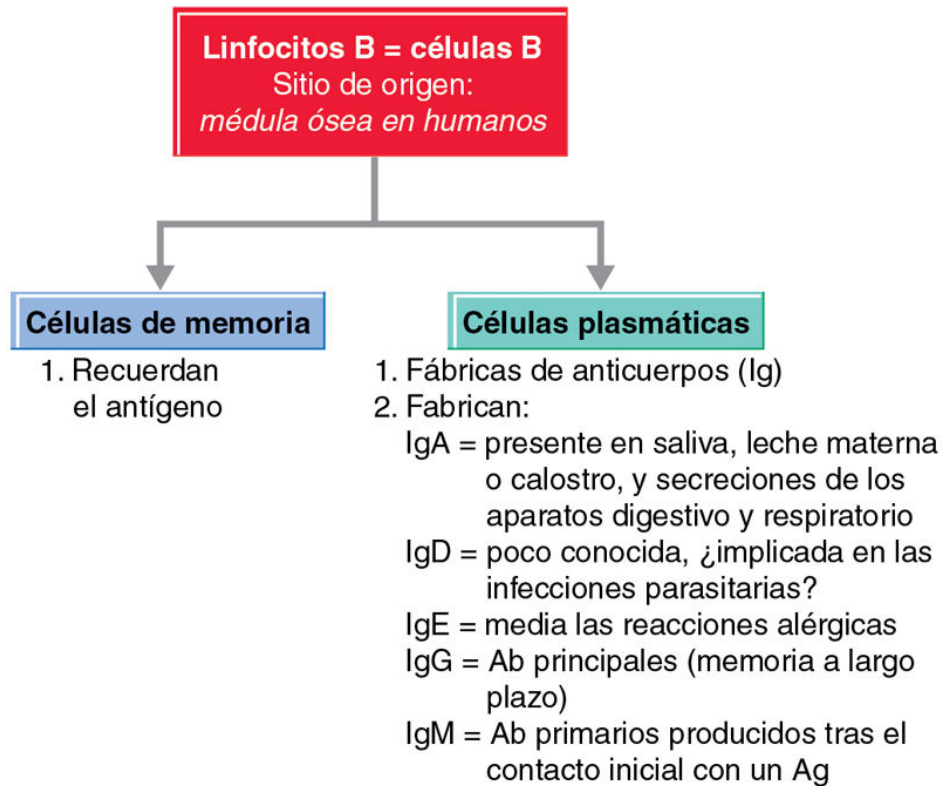 Linfocitos B = células B
Sitio de origen:
médula ósea en humanos
Células de memoria
1. Recuerdan
el antígeno
Células plasmáticas
1. Fábricas de anticuerpos (Ig)
2. Fabrican:
IgA = presente en saliva, leche materna
o calostro, y secreciones de los
aparatos digestivo y respiratorio
IgD = poco conocida, ¿implicada en las
infecciones parasitarias?
IgE = media las reacciones alérgicas
IgG = Ab principales (memoria a largo
plazo)
IgM = Ab primarios producidos tras el
contacto inicial con un Ag